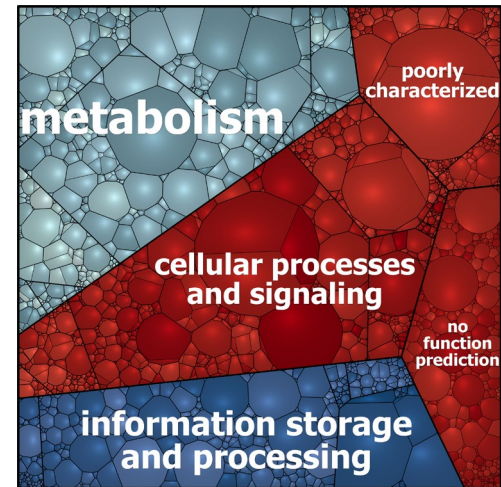 metabolism
poorly
characterized
cellular processes
and signaling
no
function
prediction
information storage
and processing